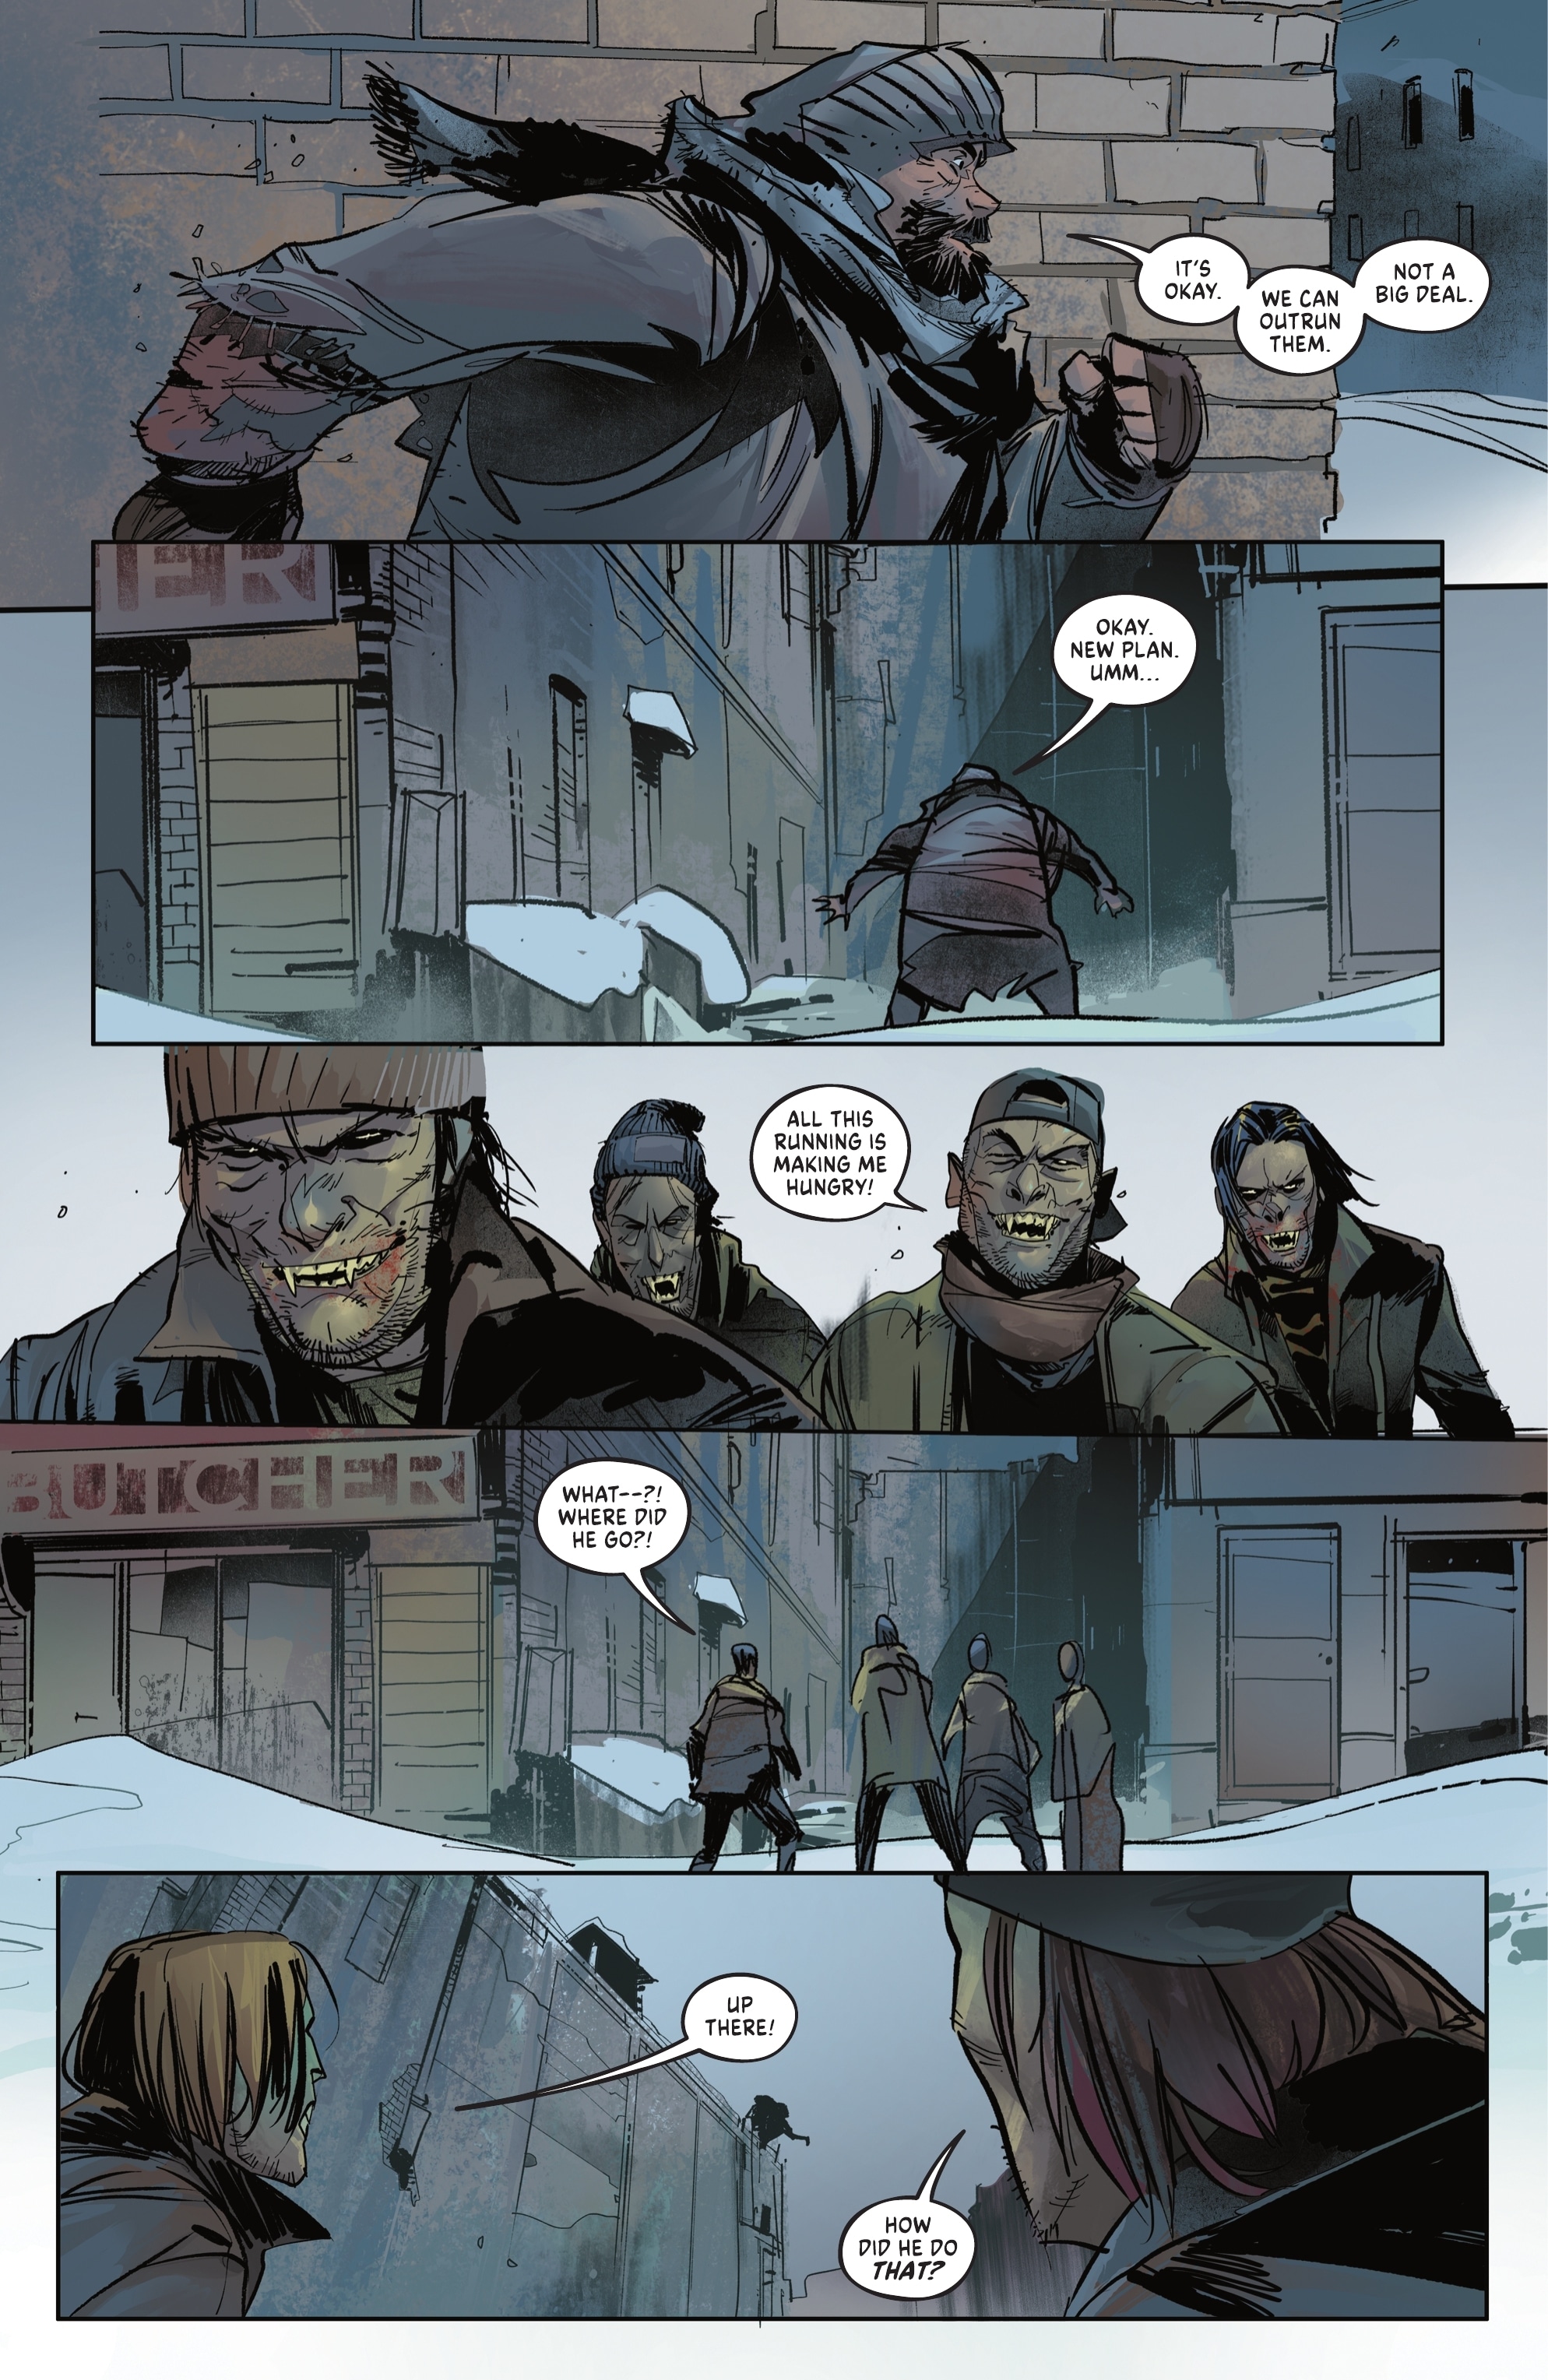 IT'S
OKAY.
WE CAN
OUTRUN
THEM.
NOT A
BIG DEAL.
HER
OKAY.
NEW PLAN.
UMM...
ALL THIS
RUNNING IS
MAKING ME
HUNGRY!
BUTCHER
WHAT--?!
WHERE DID
HE GO?!
UP
THERE!
HOW
DID HE DO
THAT?